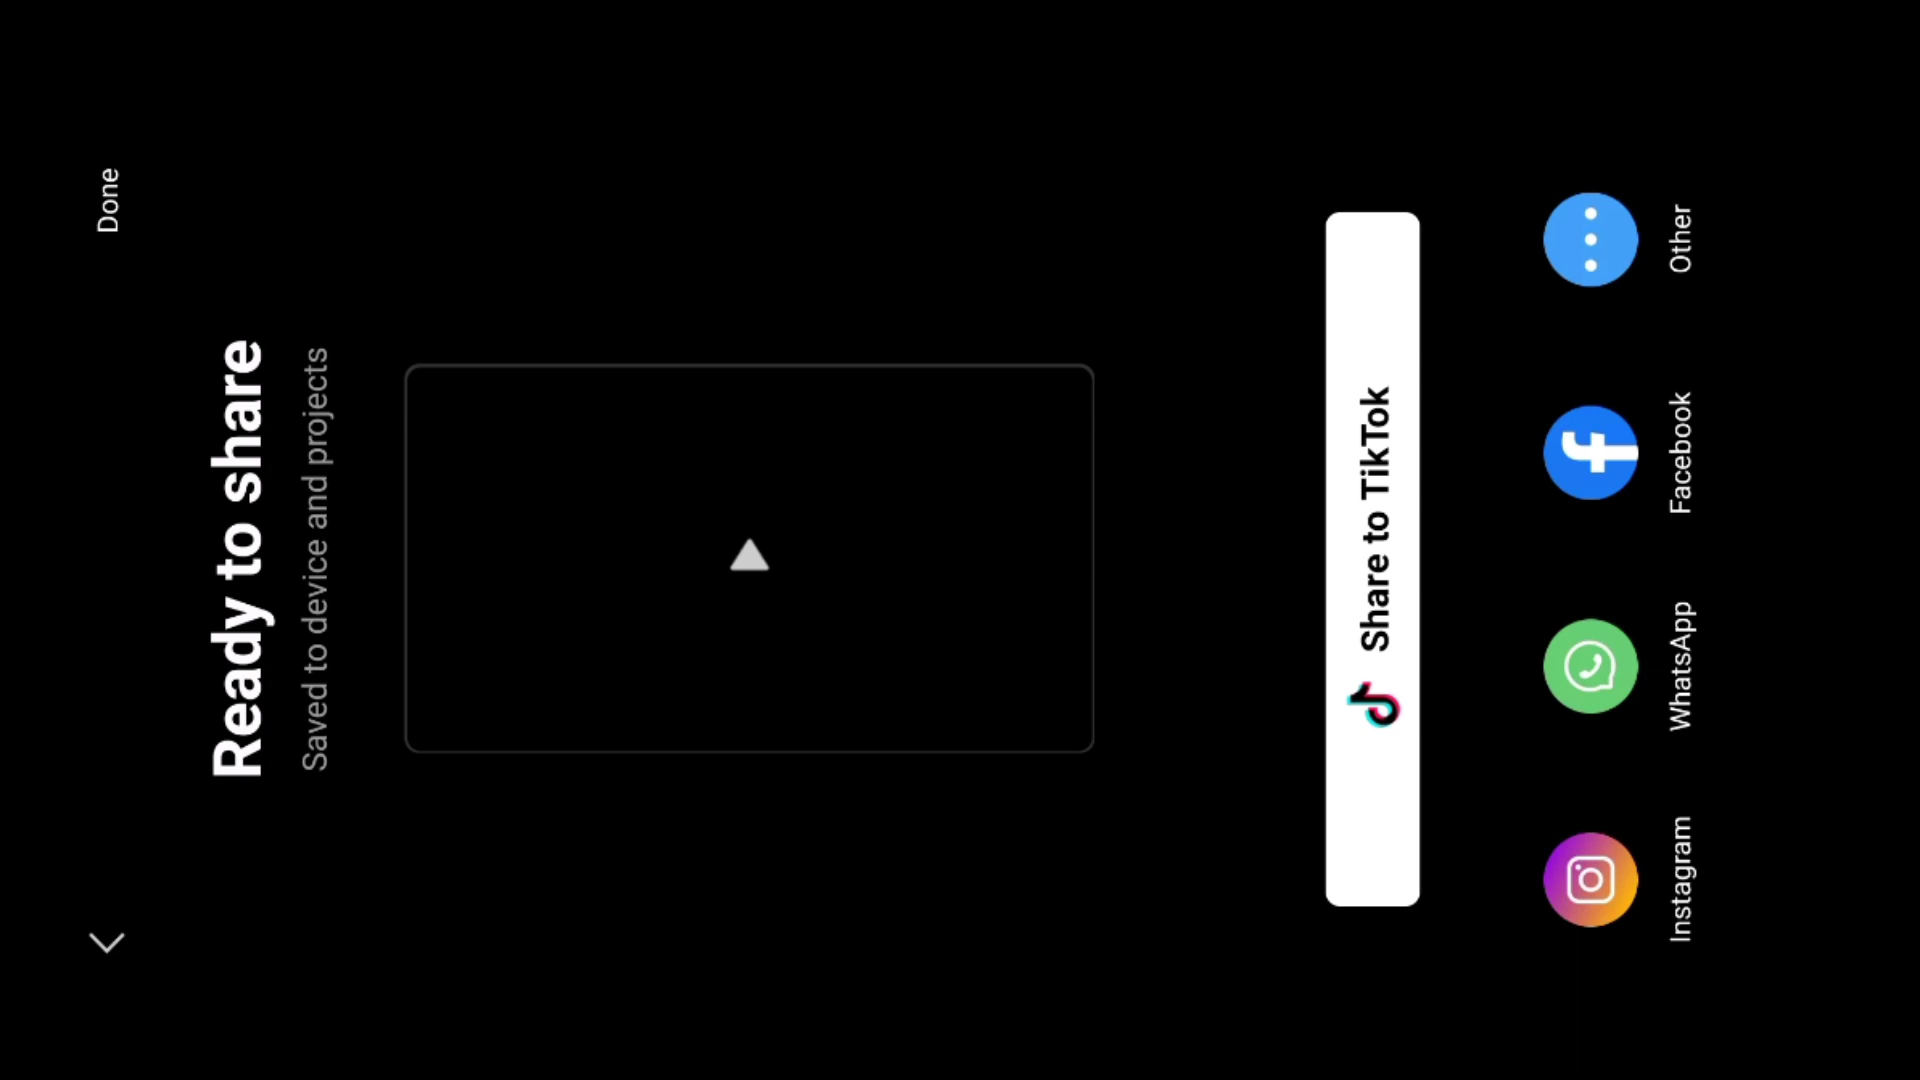 Done
Ready to share
Saved to device and projects
Share to TikTok
Instagram
WhatsApp
Facebook
Other